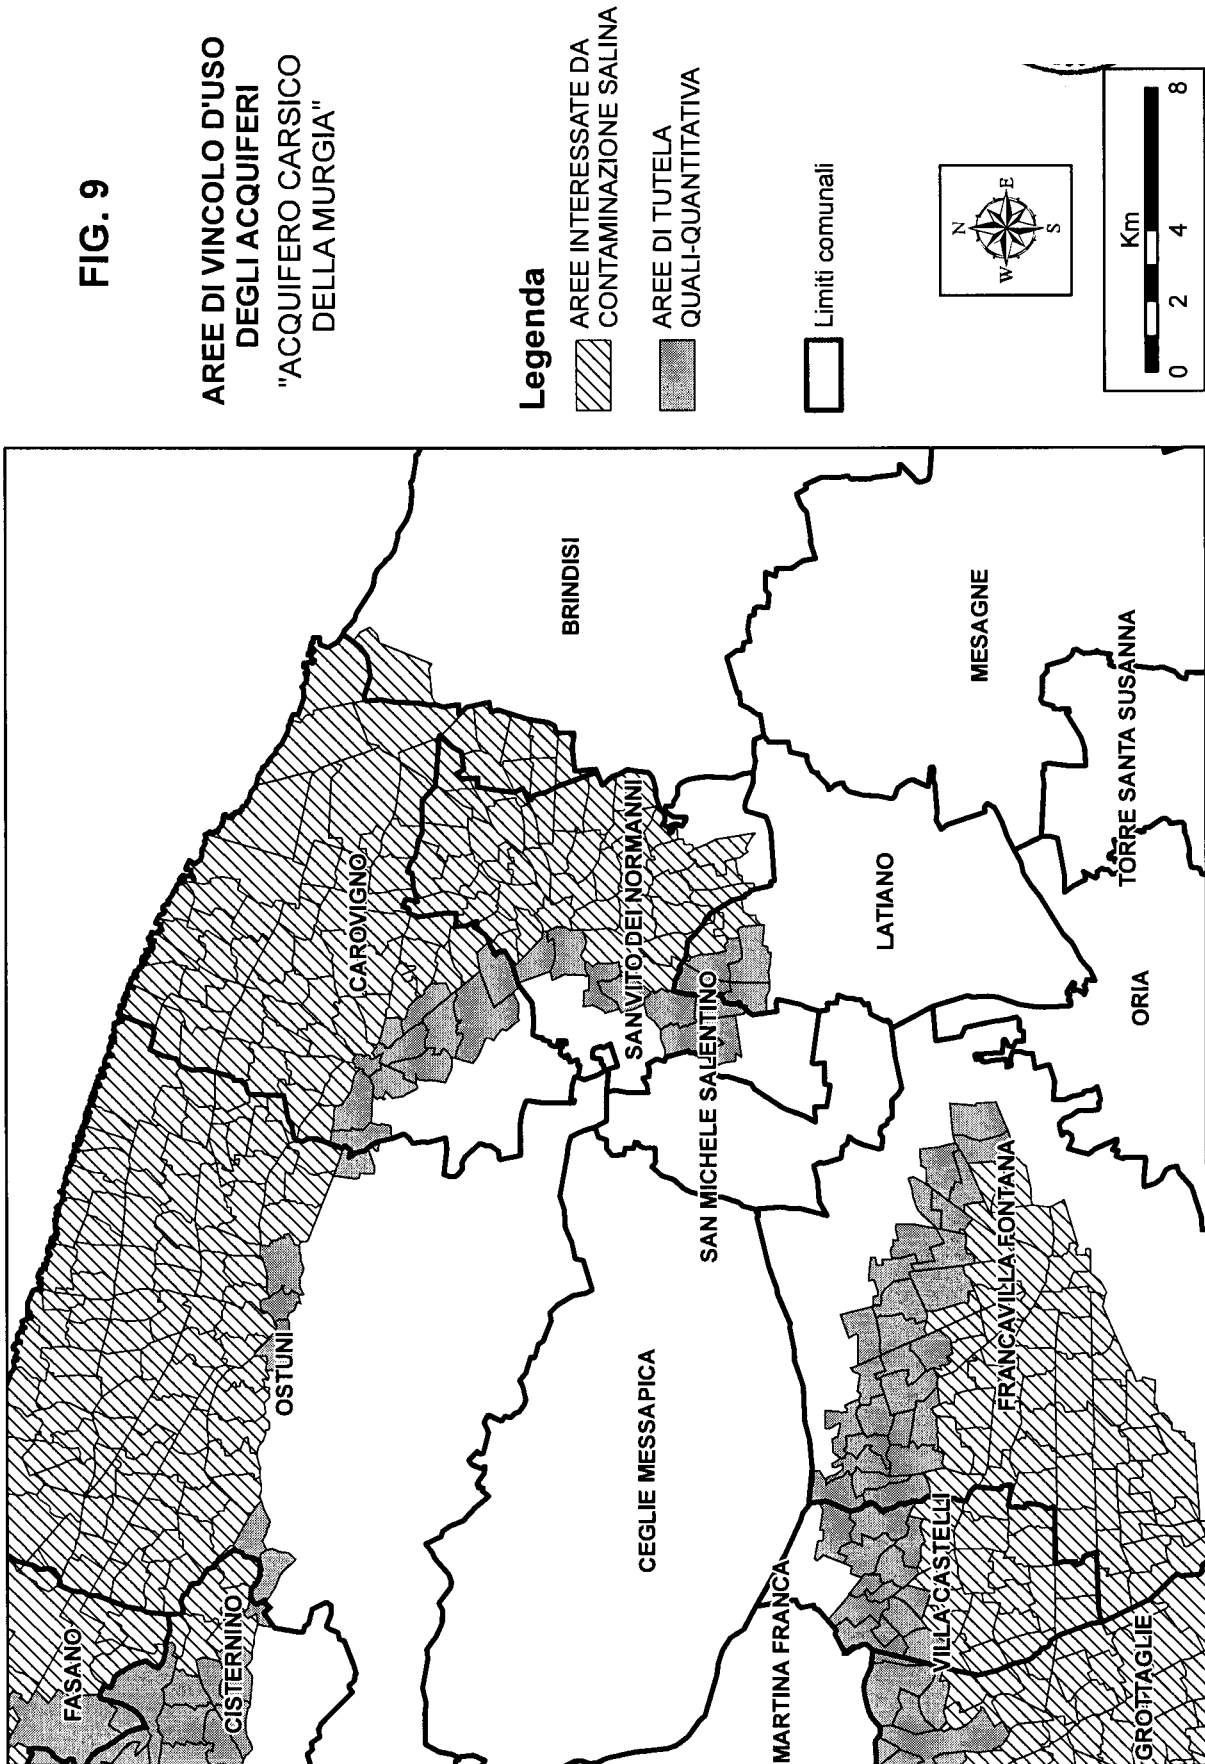 FIG. 9
AREE DI VINCOLO D'USO
DEGLI ACQUIFERI
"ACQUIFERO CARSICO
DELLA MURGIA"
Legenda
AREE INTERESSATE DA
CONTAMINAZIONE SALINA
AREE DI TUTELA
QUALI-QUANTITATIVA
Limiti comunali
N
W
E
S
Km
0 2 4 8
FASANO
CISTERNINO
OSTUNI
CAROVIGNO
BRINDISI
SAN VITO DEI NORMANNI
SAN MICHELE SALENTINO
CEGLIE MESSAPICA
MARTINA FRANCA
LATIANO
MESAGNE
VILLA CASTELLI
FRANCAVILLA FONTANA
GROTTAGLIE
ORIA
TORRE SANTA SUSANNA